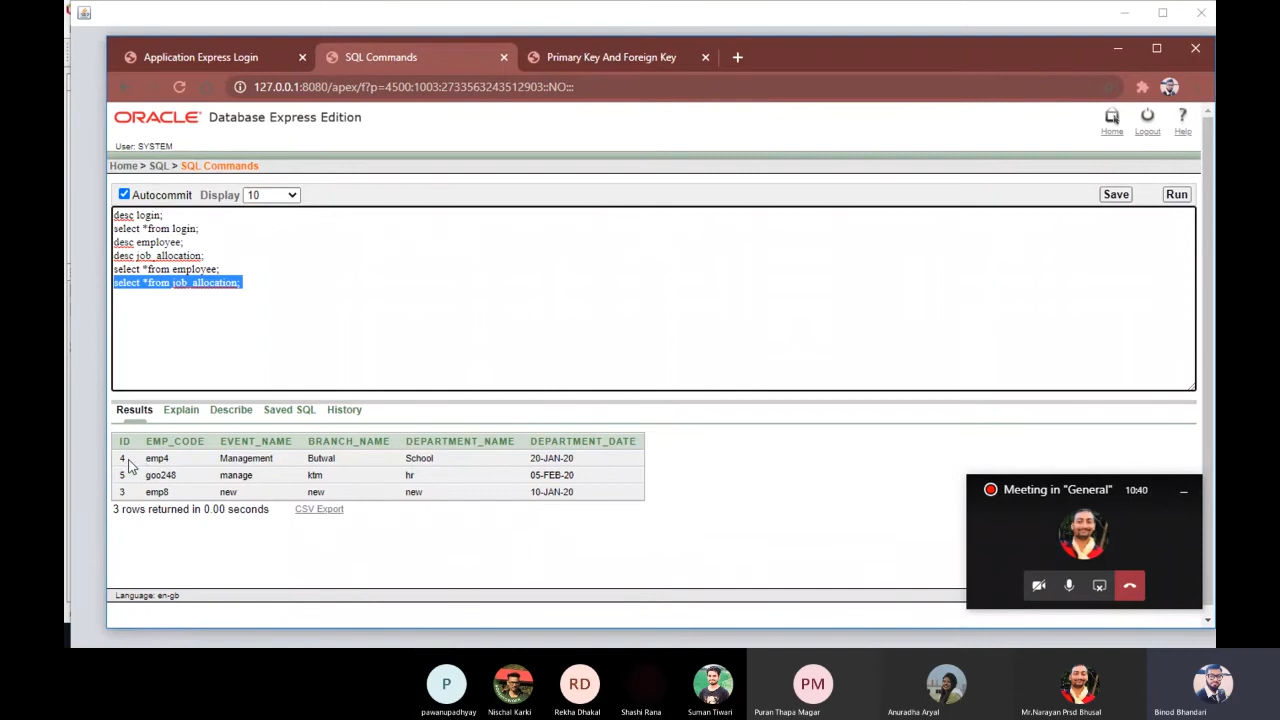 Application Express Login
SQL Commands
Primary Key And Foreign Key
127.0.0.1:8080/apex/f?p=4500:1003:2733563243512903::NO:::
ORACLE® Database Express Edition
Home
Logout
Help
User: SYSTEM
Home > SQL > SQL Commands
Autocommit Display 10
Save
Run
desc login;
select *from login;
desc employee;
desc job_allocation;
select *from employee;
select *from job_allocation;
Results Explain Describe Saved SQL History
ID EMP_CODE EVENT_NAME BRANCH_NAME DEPARTMENT_NAME DEPARTMENT_DATE
4 emp4 Management Butwal School 20-JAN-20
5 goo248 manage ktm hr 05-FEB-20
3 emp8 new new new 10-JAN-20
3 rows returned in 0.00 seconds CSV Export
Meeting in "General" 10:40
Language: en-gb
P
RD
PM
pawanupadhyay
Nischal Karki
Rekha Dhakal
Shashi Rana
Suman Tiwari
Puran Thapa Magar
Anuradha Aryal
Mr.Narayan Prsd Bhusal
Binod Bhandari